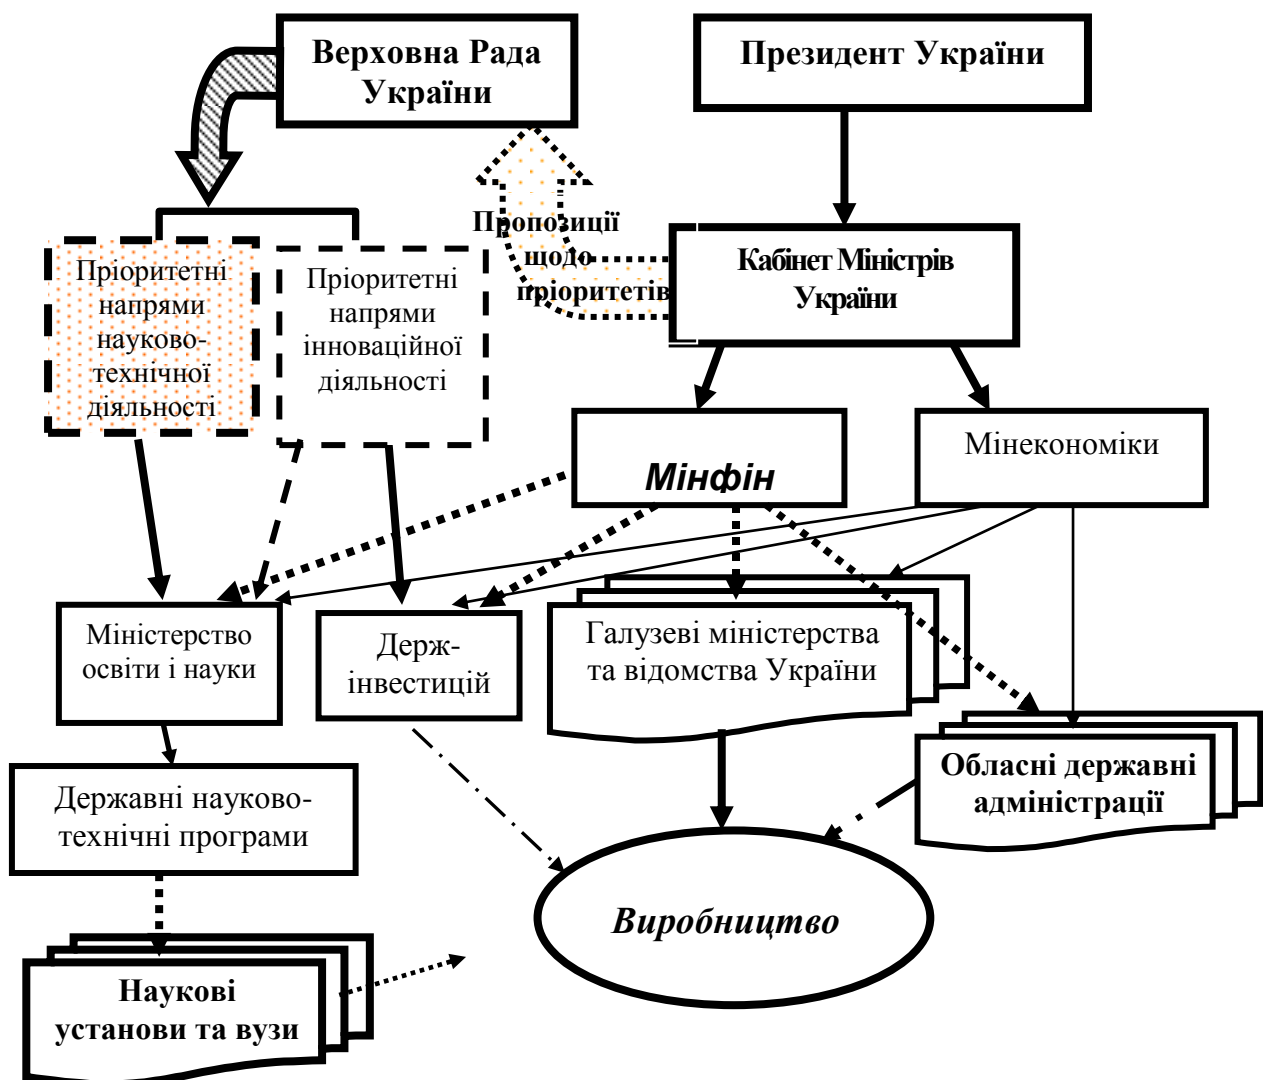 Верховна Рада
України
Президент України
Пропозиції
щодо
пріоритетів
Кабінет Міністрів
України
Пріоритетні
напрями
науково-
технічної
діяльності
Пріоритетні
напрями
інноваційної
діяльності
Мінфін
Мінекономіки
Міністерство
освіти і науки
Держ-
інвестицій
Галузеві міністерства
та відомства України
Обласні державні
адміністрації
Державні науково-
технічні програми
Виробництво
Наукові
установи та вузи